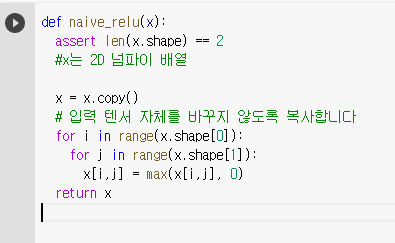 def naive_relu(x):
  assert len(x.shape) == 2
  #x는 2D 넘파이 배열

  x = x.copy()
  # 입력 텐서 자체를 바꾸지 않도록 복사합니다
  for i in range(x.shape[0]):
    for j in range(x.shape[1]):
      x[i,j] = max(x[i,j], 0)
  return x